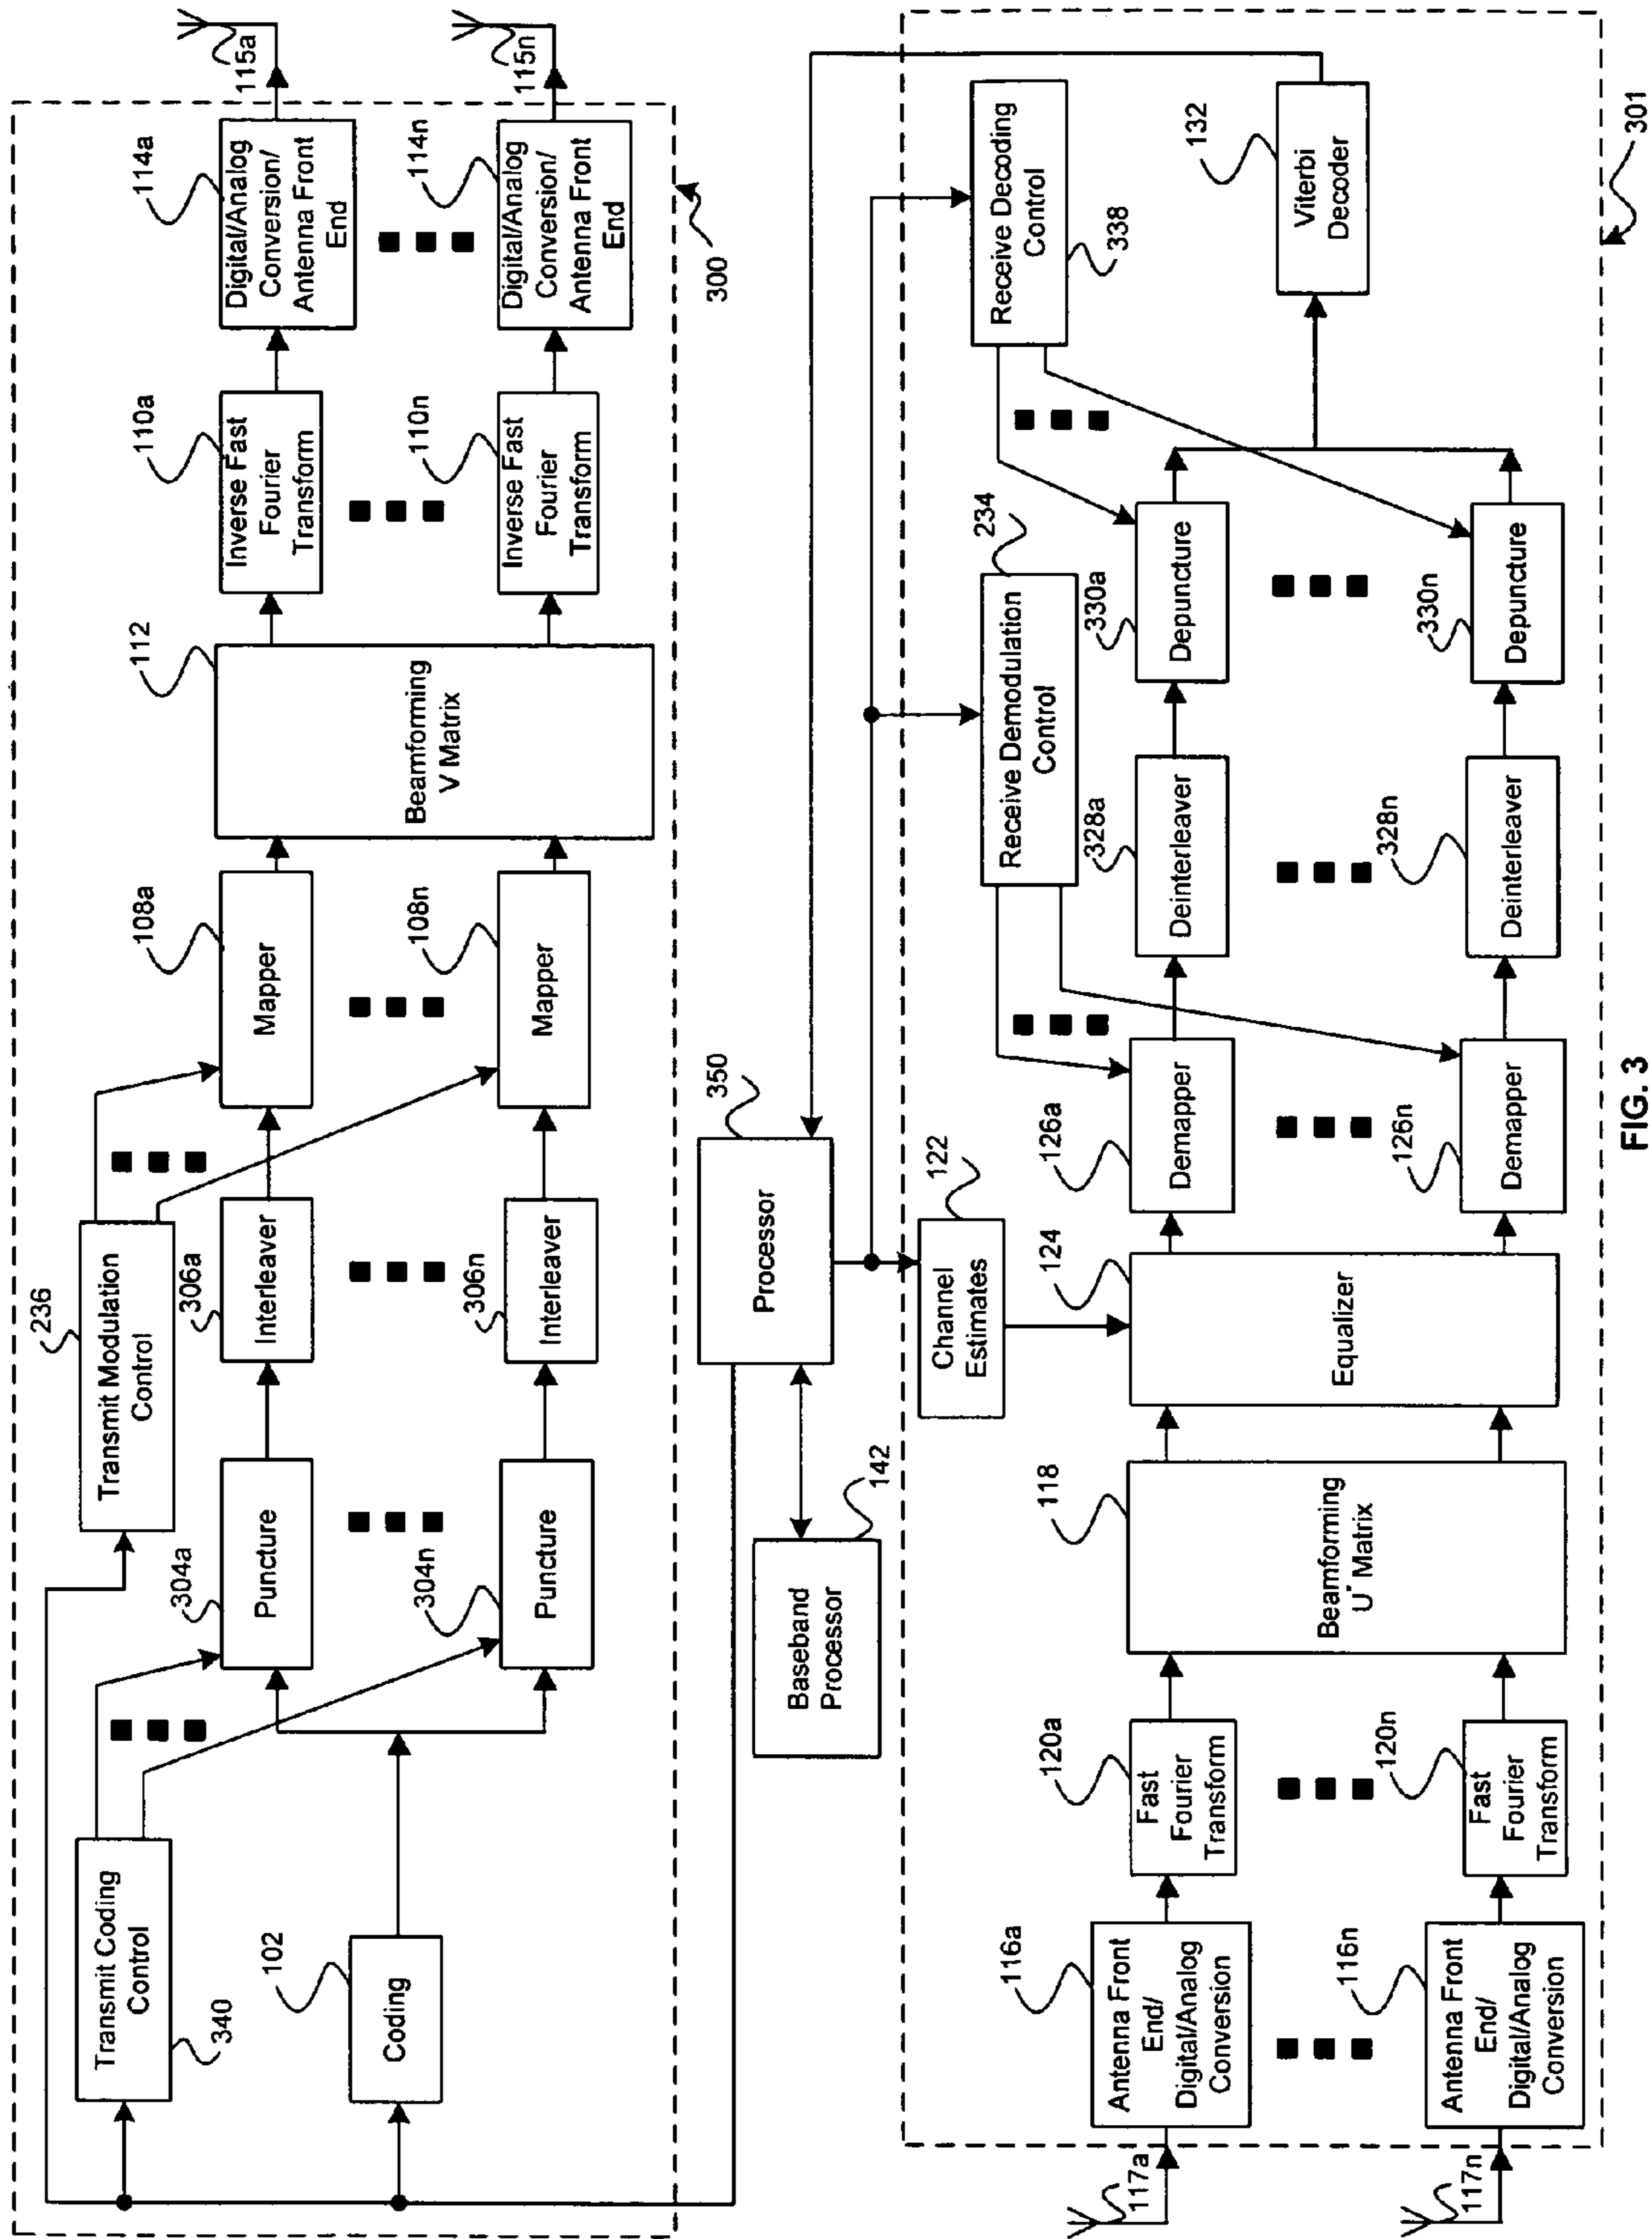 340
Transmit Coding
Control
102
Coding
236
Transmit Modulation
Control
304a
Puncture
304n
Puncture
306a
Interleaver
306n
Interleaver
108a
Mapper
108n
Mapper
112
Beamforming
V Matrix
110a
Inverse Fast
Fourier
Transform
110n
Inverse Fast
Fourier
Transform
114a
Digital/Analog
Conversion/
Antenna Front
End
114n
Digital/Analog
Conversion/
Antenna Front
End
115a
115n
300
142
Baseband
Processor
350
Processor
117a
117n
116a
Antenna Front
End/
Digital/Analog
Conversion
116n
Antenna Front
End/
Digital/Analog
Conversion
120a
Fast
Fourier
Transform
120n
Fast
Fourier
Transform
118
Beamforming
U* Matrix
122
Channel
Estimates
124
Equalizer
126a
Demapper
126n
Demapper
234
Receive Demodulation
Control
328a
Deinterleaver
328n
Deinterleaver
330a
Depuncture
330n
Depuncture
338
Receive Decoding
Control
132
Viterbi
Decoder
301
FIG. 3